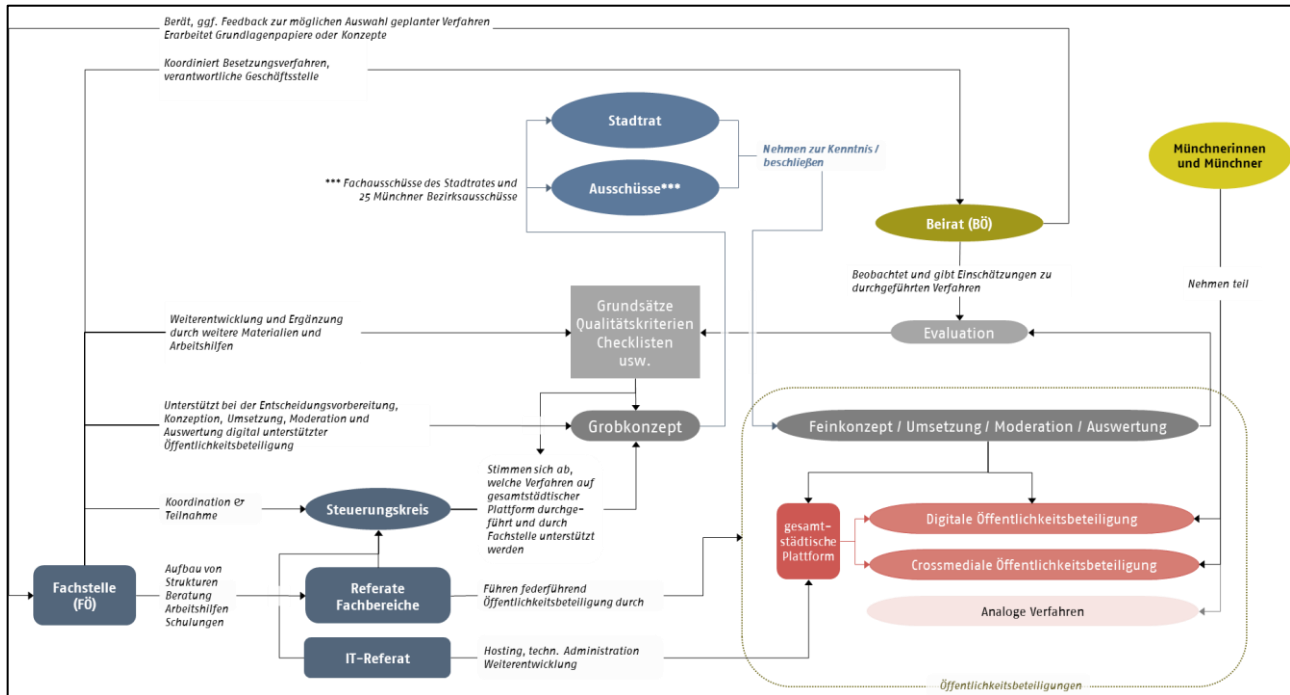 Berät, ggf. Feedback zur möglichen Auswahl geplanter Verfahren
Erarbeitet Grundlagenpapiere oder Konzepte
Koordiniert Besetzungsverfahren,
verantwortliche Geschäftsstelle
Stadtrat
Nehmen zur Kenntnis /
beschließen
Münchnerinnen
und Münchner
*** Fachausschüsse des Stadtrates und
25 Münchner Bezirksausschüsse
Ausschüsse***
Beirat (BÖ)
Beobachtet und gibt Einschätzungen zu
durchgeführten Verfahren
Nehmen teil
Weiterentwicklung und Ergänzung
durch weitere Materialien und
Arbeitshilfen
Grundsätze
Qualitätskriterien
Checklisten
usw.
Evaluation
Unterstützt bei der Entscheidungsvorbereitung,
Konzeption, Umsetzung, Moderation und
Auswertung digital unterstützter
Öffentlichkeitsbeteiligung
Grobkonzept
Feinkonzept / Umsetzung / Moderation / Auswertung
Stimmen sich ab,
welche Verfahren auf
gesamtstädtischer
Plattform durchge-
führt und durch
Fachstelle unterstützt
werden
Koordination &
Teilnahme
Steuerungskreis
gesamt-
städtische
Plattform
Digitale Öffentlichkeitsbeteiligung
Crossmediale Öffentlichkeitsbeteiligung
Analoge Verfahren
Fachstelle
(FÖ)
Aufbau von
Strukturen
Beratung
Arbeitshilfen
Schulungen
Referate
Fachbereiche
Führen federführend
Öffentlichkeitsbeteiligung durch
IT-Referat
Hosting, techn. Administration
Weiterentwicklung
Öffentlichkeitsbeteiligungen